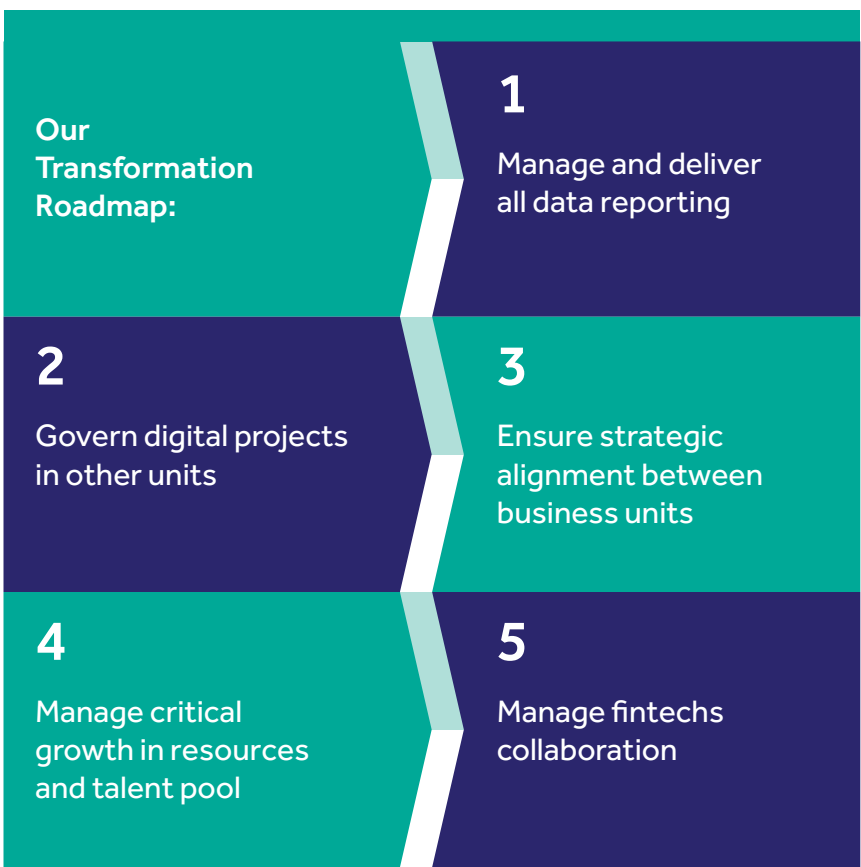 Our
Transformation
Roadmap:
1
Manage and deliver
all data reporting
2
Govern digital projects
in other units
3
Ensure strategic
alignment between
business units
4
Manage critical
growth in resources
and talent pool
5
Manage fintechs
collaboration